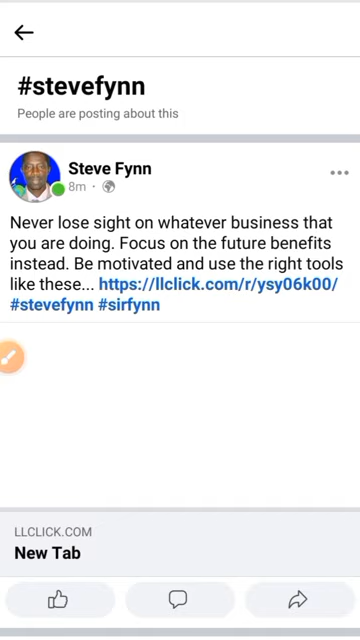 #stevefynn
People are posting about this
Steve Fynn
8m ·
Never lose sight on whatever business that
you are doing. Focus on the future benefits
instead. Be motivated and use the right tools
like these... https://llclick.com/r/ysy06k00/
#stevefynn #sirfynn
LLCLICK.COM
New Tab